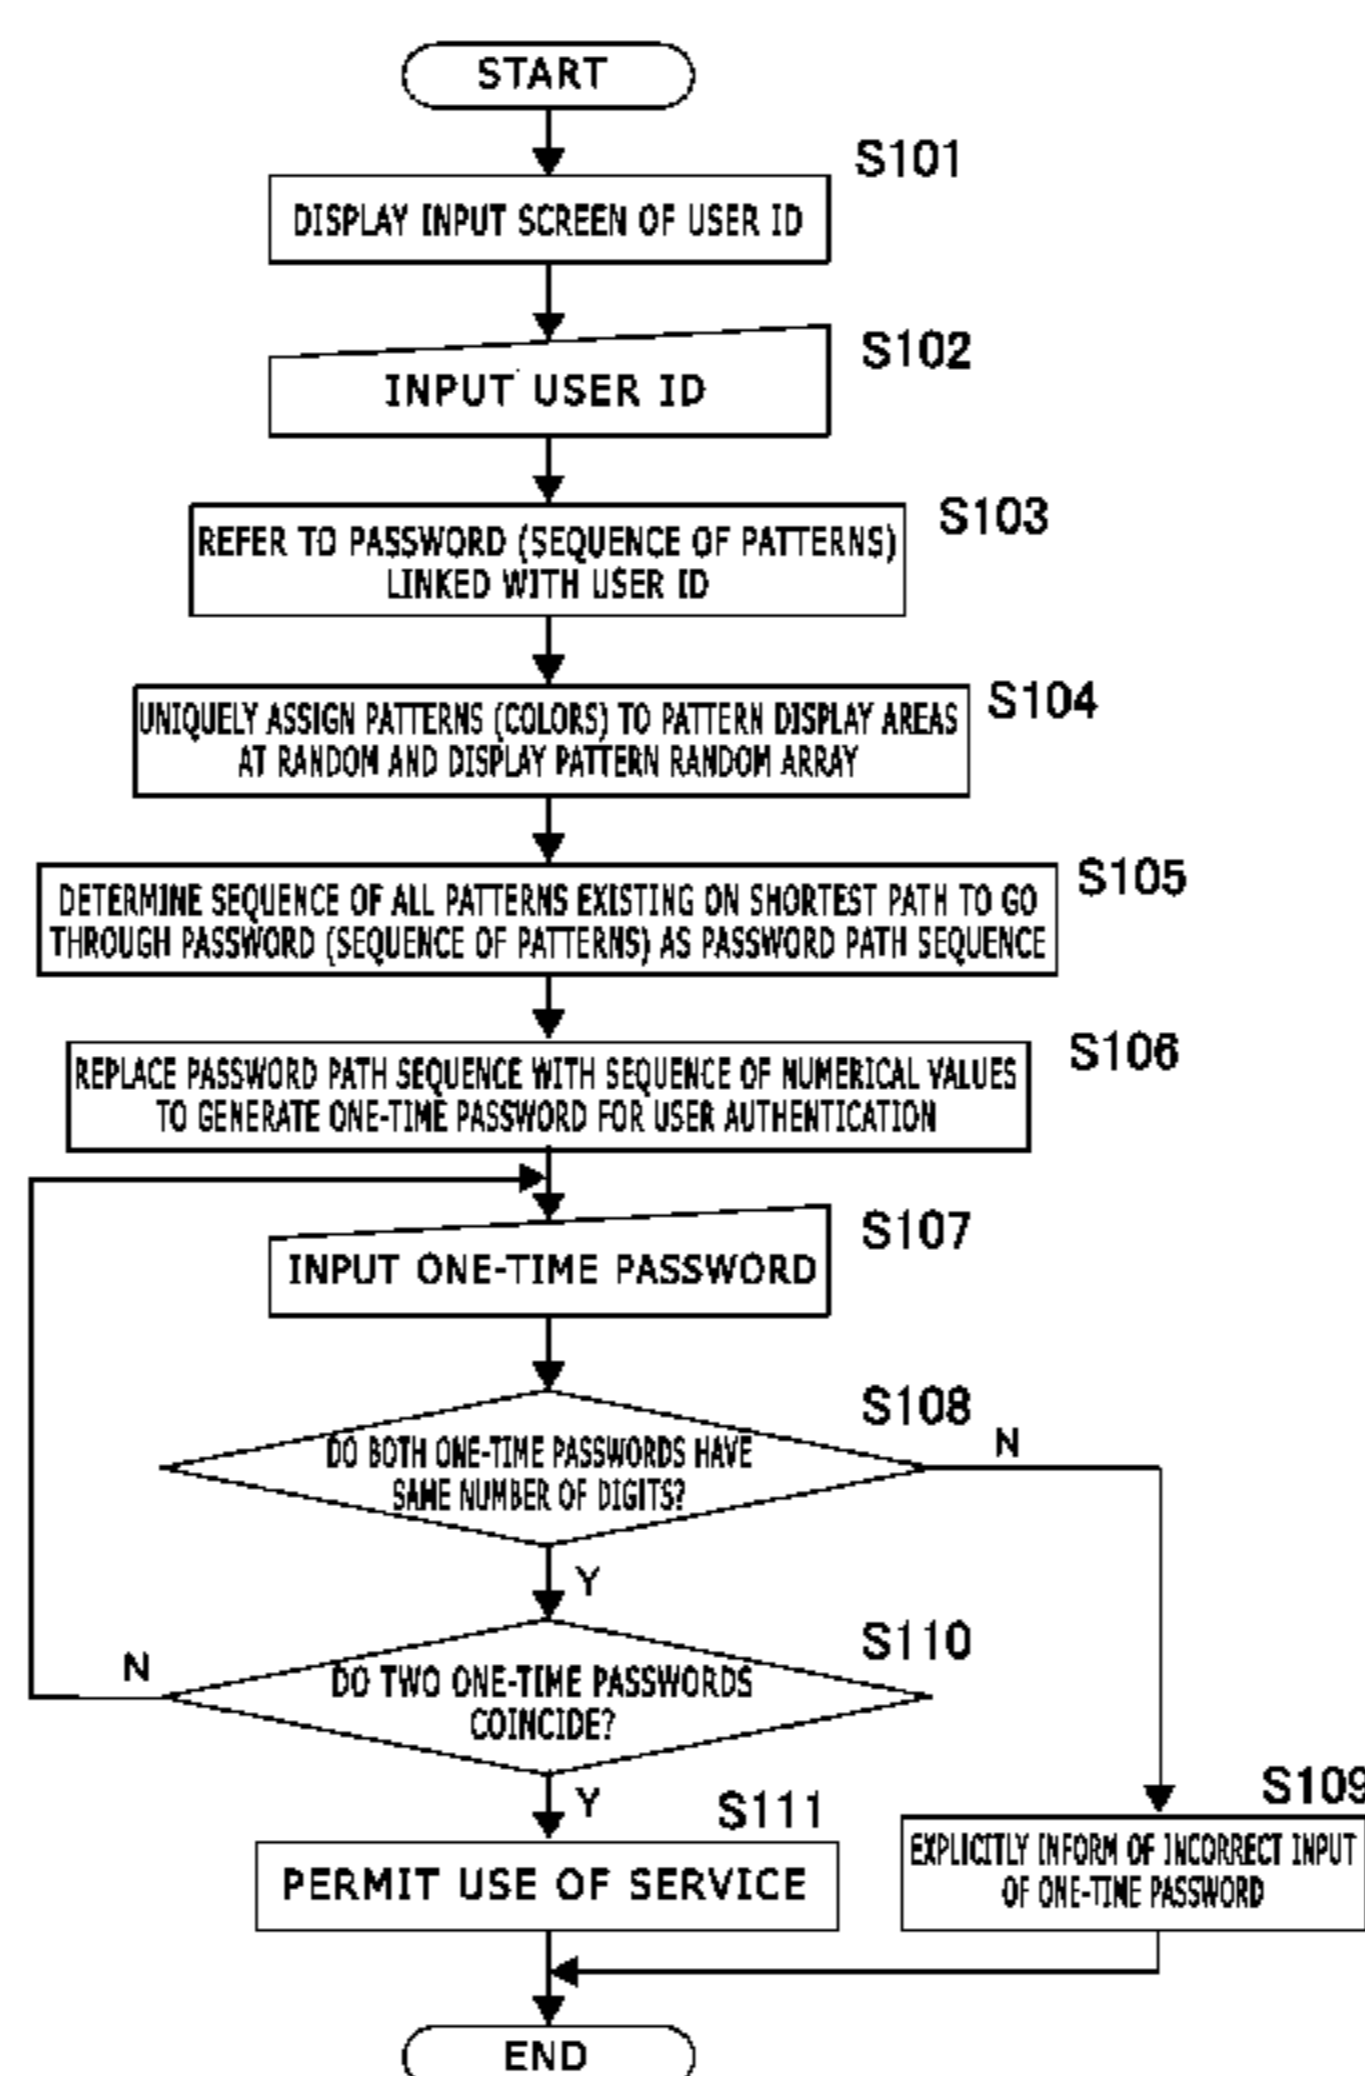 START
S101
DISPLAY INPUT SCREEN OF USER ID
S102
INPUT USER ID
S103
REFER TO PASSWORD (SEQUENCE OF PATTERNS)
LINKED WITH USER ID
S104
UNIQUELY ASSIGN PATTERNS (COLORS) TO PATTERN DISPLAY AREAS
AT RANDOM AND DISPLAY PATTERN RANDOM ARRAY
S105
DETERMINE SEQUENCE OF ALL PATTERNS EXISTING ON SHORTEST PATH TO GO
THROUGH PASSWORD (SEQUENCE OF PATTERNS) AS PASSWORD PATH SEQUENCE
S106
REPLACE PASSWORD PATH SEQUENCE WITH SEQUENCE OF NUMERICAL VALUES
TO GENERATE ONE-TIME PASSWORD FOR USER AUTHENTICATION
S107
INPUT ONE-TIME PASSWORD
S108
DO BOTH ONE-TIME PASSWORDS HAVE
SAME NUMBER OF DIGITS?
N
Y
S110
DO TWO ONE-TIME PASSWORDS
COINCIDE?
N
Y
S111
PERMIT USE OF SERVICE
S109
EXPLICITLY INFORM OF INCORRECT INPUT
OF ONE-TIME PASSWORD
END